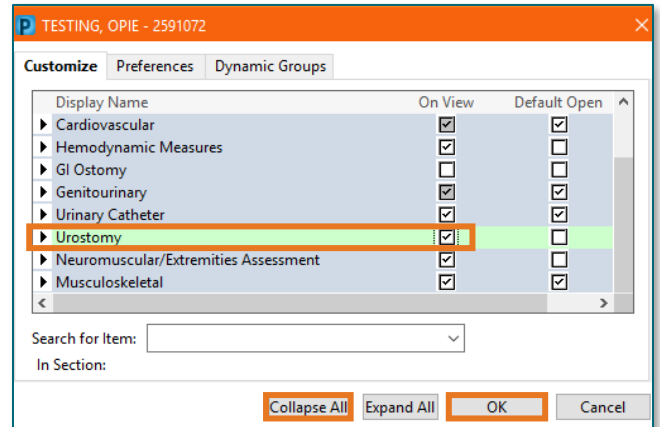 P TESTING, OPIE - 2591072
Customize Preferences Dynamic Groups
Display Name On View Default Open
Cardiovascular
Hemodynamic Measures
GI Ostomy
Genitourinary
Urinary Catheter
Urostomy
Neuromuscular/Extremities Assessment
Musculoskeletal
Search for Item:
In Section:
Collapse All Expand All OK Cancel